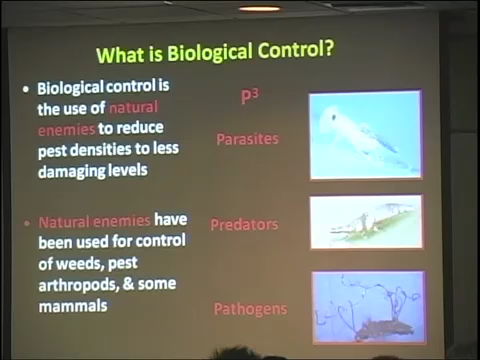 What is Biological Control?
• Biological control is
the use of natural
enemies to reduce
pest densities to less
damaging levels
• Natural enemies have
been used for control
of weeds, pest
arthropods, & some
mammals
P³
Parasites
Predators
Pathogens